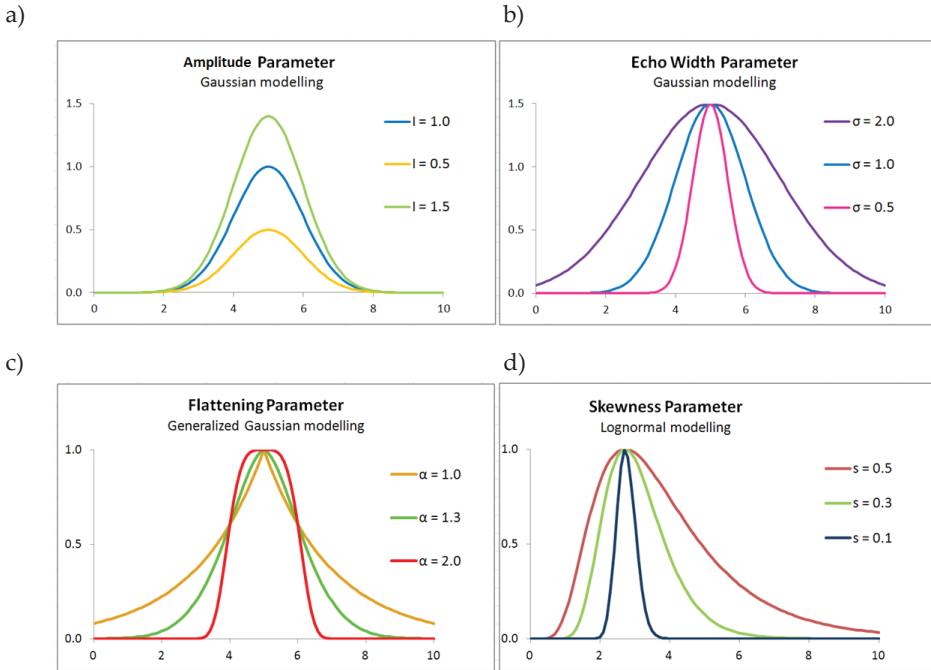 a)
Amplitude Parameter
Gaussian modelling
1.5
1.0
0.5
0.0
0 2 4 6 8 10
I = 1.0
I = 0.5
I = 1.5
b)
Echo Width Parameter
Gaussian modelling
1.5
1.0
0.5
0.0
0 2 4 6 8 10
σ = 2.0
σ = 1.0
σ = 0.5
c)
Flattening Parameter
Generalized Gaussian modelling
1.0
0.5
0.0
0 2 4 6 8 10
α = 1.0
α = 1.3
α = 2.0
d)
Skewness Parameter
Lognormal modelling
1.0
0.5
0.0
0 2 4 6 8 10
s = 0.5
s = 0.3
s = 0.1